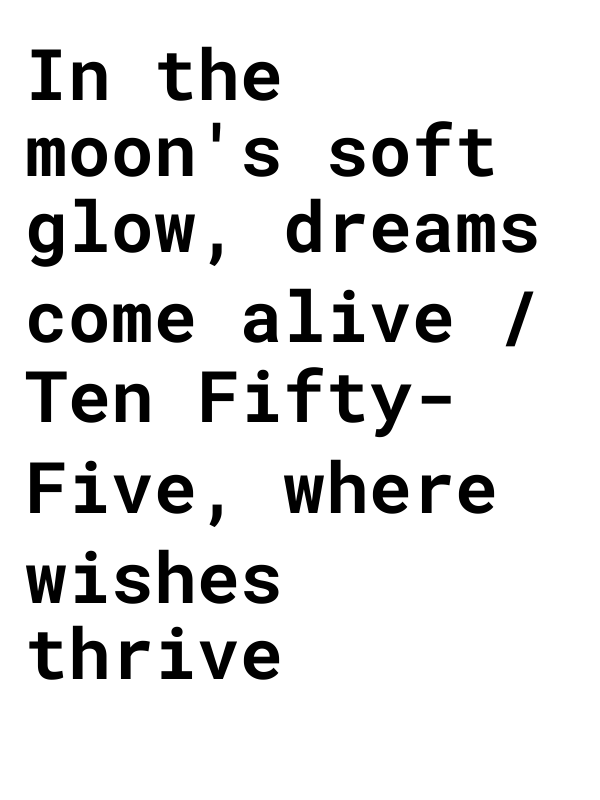 In the
moon's soft
glow, dreams
come alive /
Ten Fifty-
Five, where
wishes
thrive